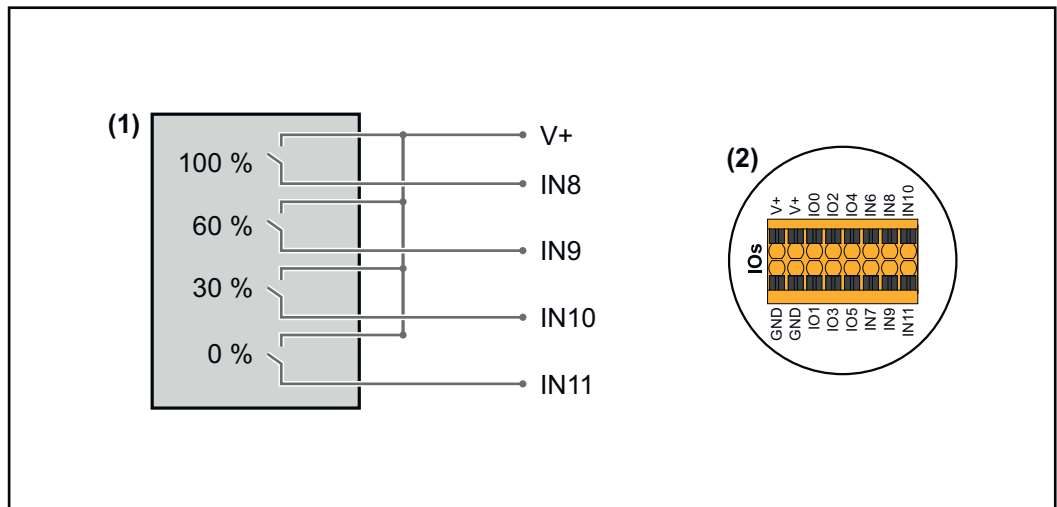 (1)
100 %
60 %
30 %
0 %
V+
IN8
IN9
IN10
IN11
(2)
V+ V+ IO0 IO2 IO4 IN6 IN8 IN10
IOs
GND GND IO1 IO3 IO5 IN7 IN9 IN11